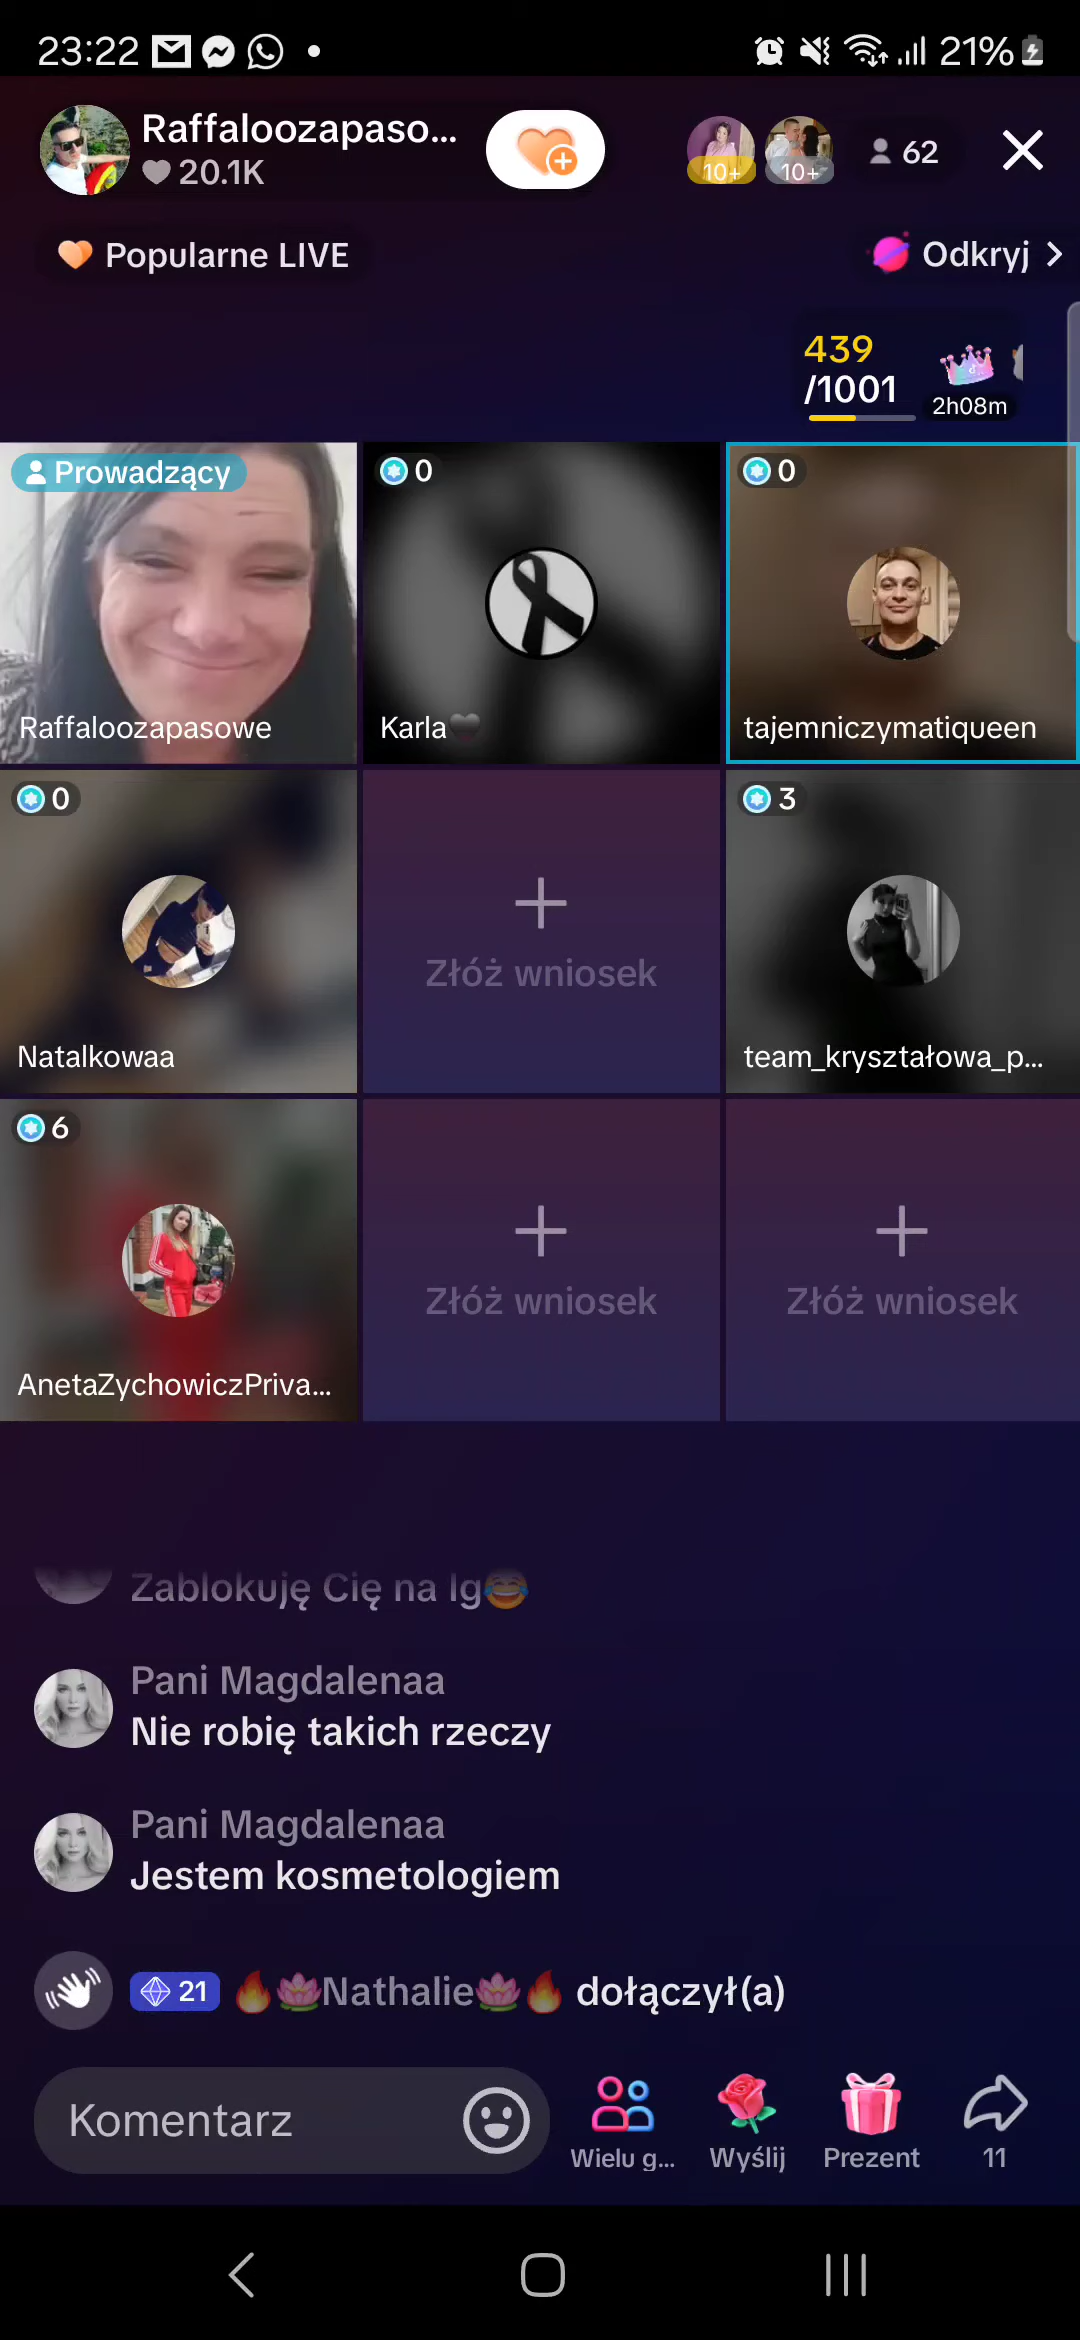 23:22
21%
Raffaloozapaso...
20.1K
10+
10+
62
Popularne LIVE
Odkryj
439
/1001
2h08m
Prowadzący
Raffaloozapasowe
0
Karla
0
tajemniczymatiqueen
0
Natalkowaa
Złóż wniosek
3
team_kryształowa_p...
6
AnetaZychowiczPriva...
Złóż wniosek
Złóż wniosek
Zablokuję Cię na Ig😂
Pani Magdalenaa
Nie robię takich rzeczy
Pani Magdalenaa
Jestem kosmetologiem
21 🔥🪷Nathalie🪷🔥 dołączył(a)
Komentarz
Wielu g...
Wyślij
Prezent
11